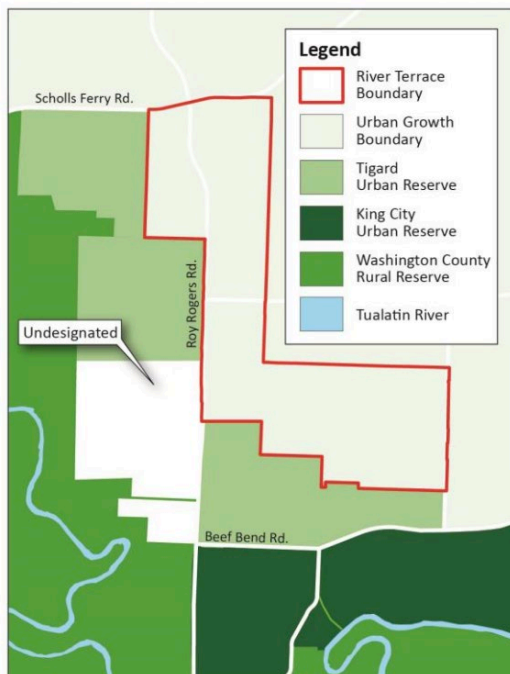 Legend
River Terrace
Boundary
Urban Growth
Boundary
Tigard
Urban Reserve
King City
Urban Reserve
Washington County
Rural Reserve
Tualatin River
Scholls Ferry Rd.
Roy Rogers Rd.
Undesignated
Beef Bend Rd.